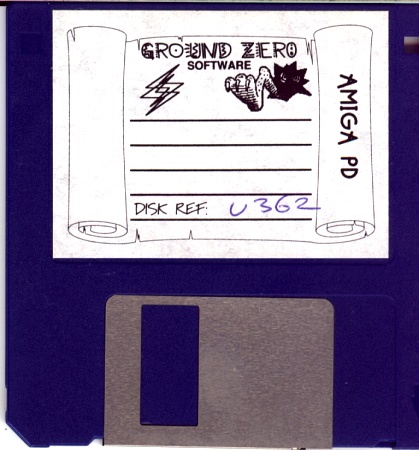 GROUND ZERO
SOFTWARE
AMIGA PD
DISK REF: U362